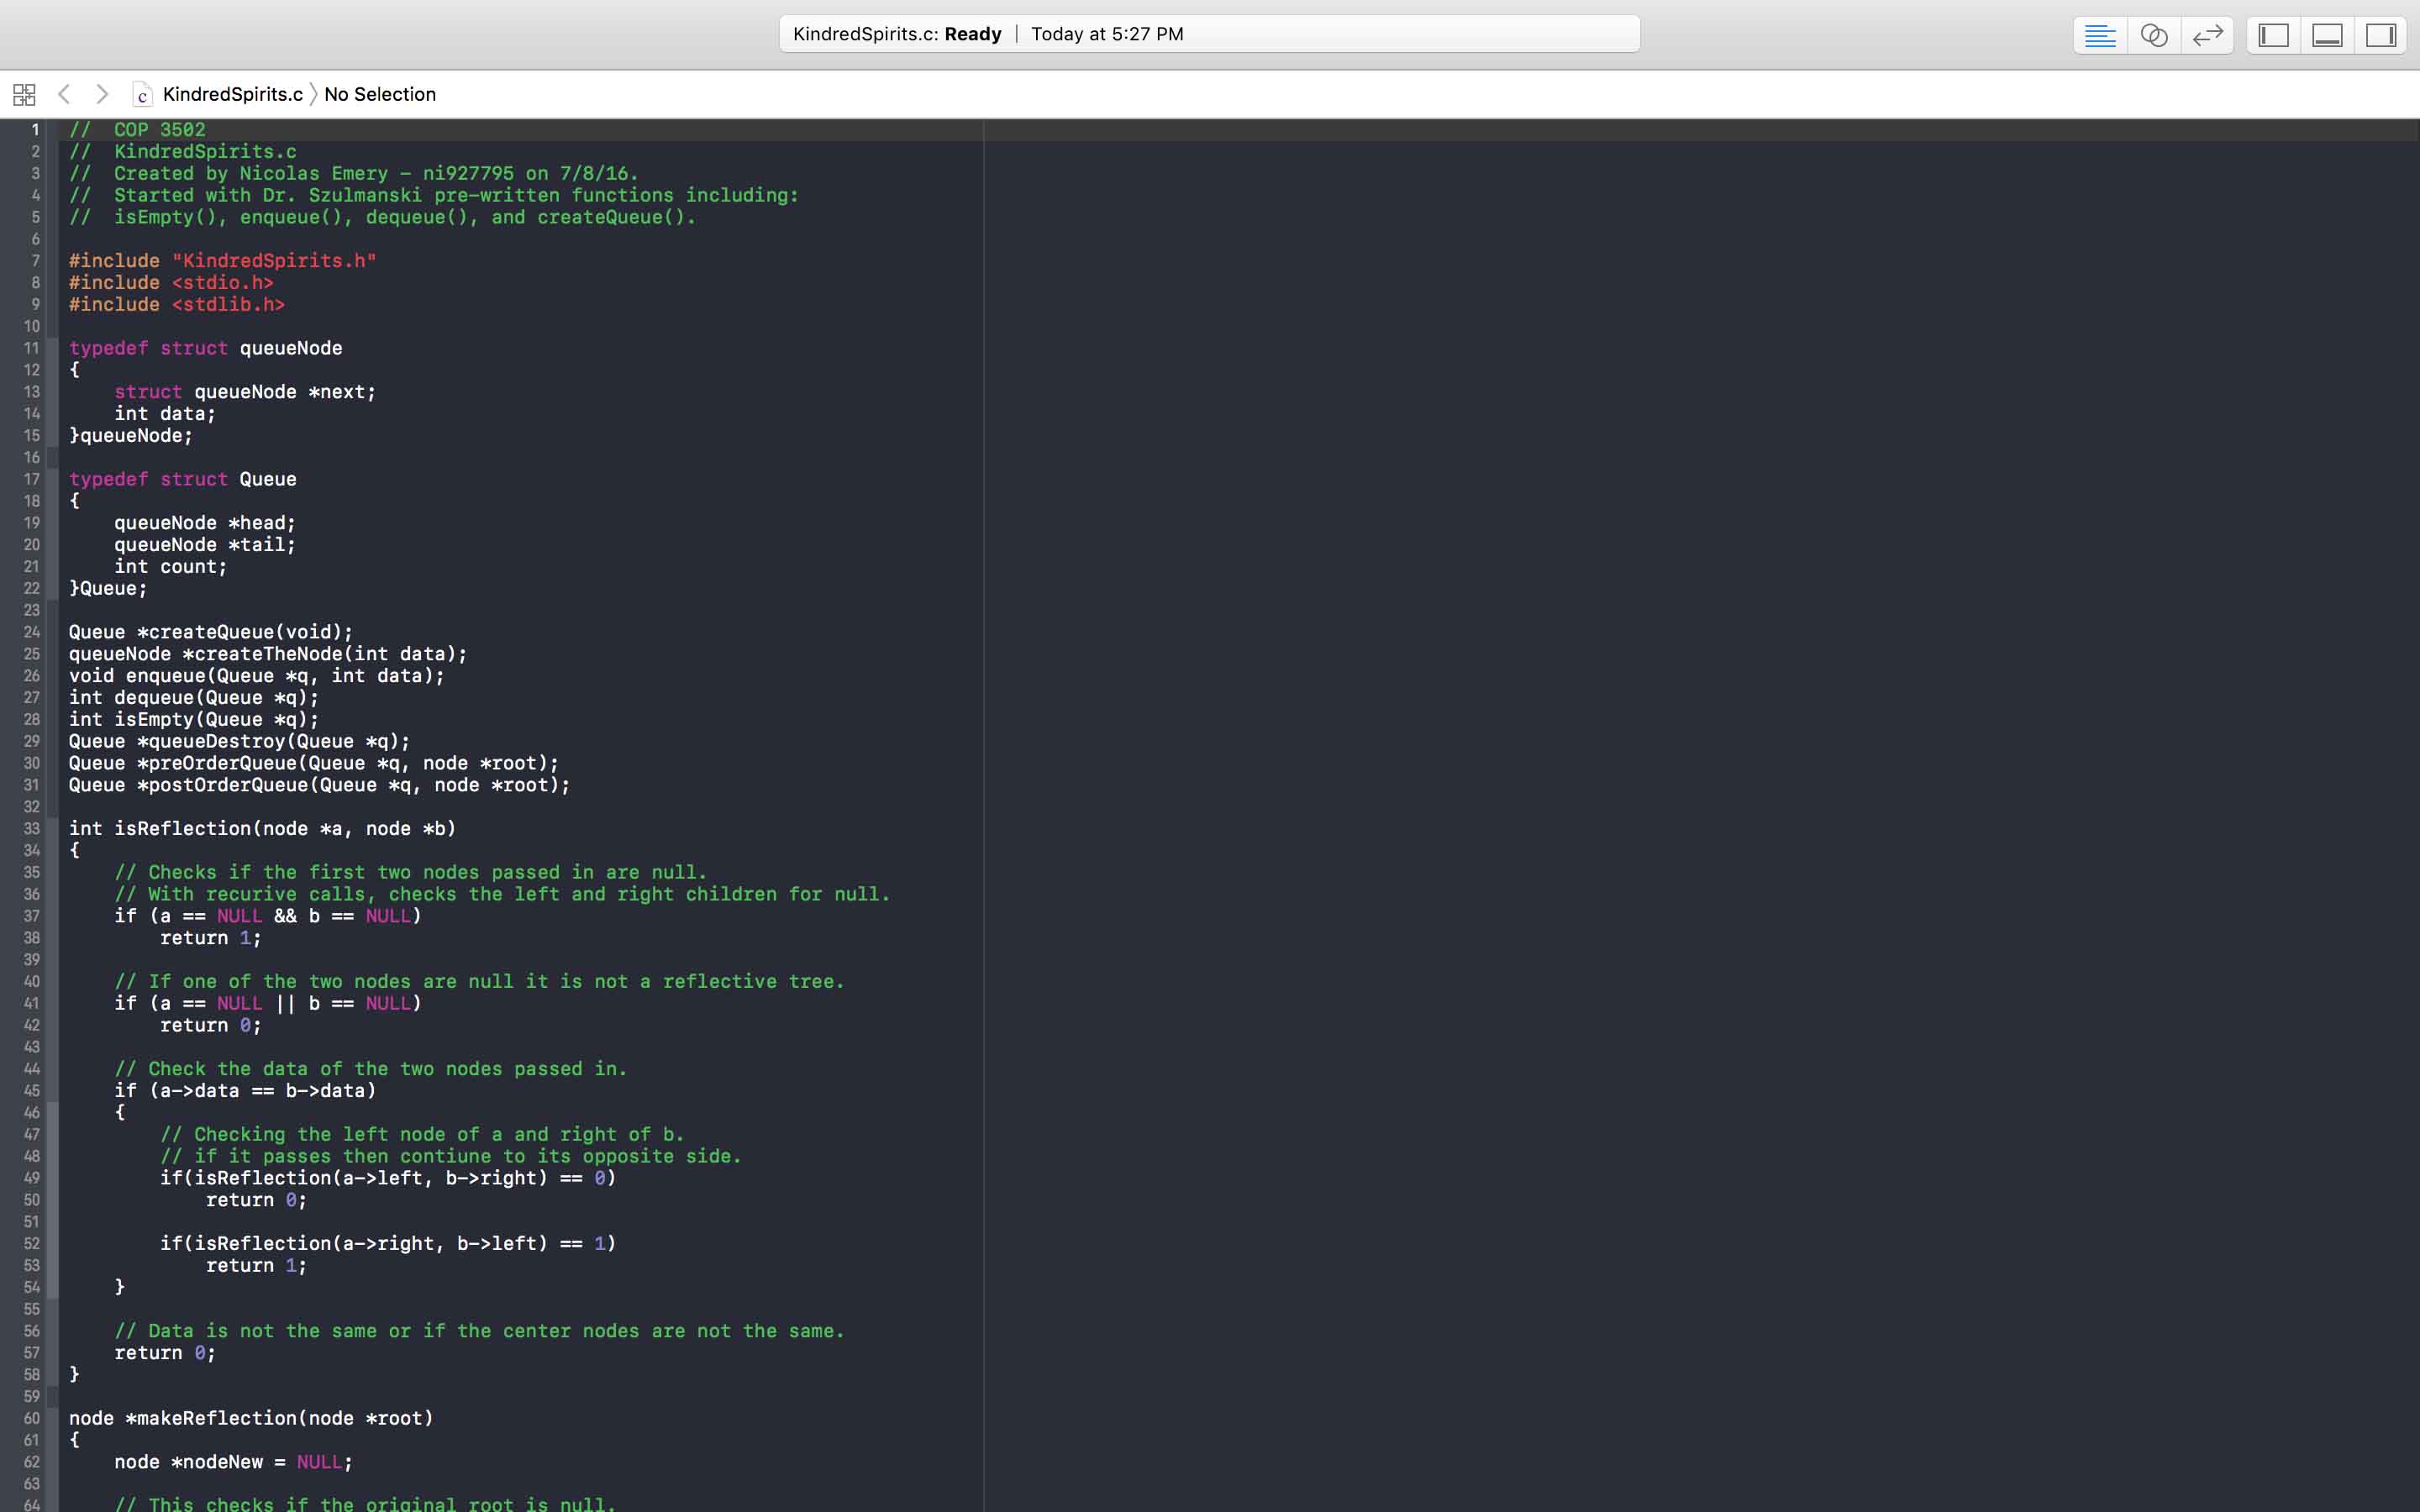 KindredSpirits.c: Ready | Today at 5:27 PM
c KindredSpirits.c 〉 No Selection
1 //  COP 3502
2 //  KindredSpirits.c
3 //  Created by Nicolas Emery – ni927795 on 7/8/16.
4 //  Started with Dr. Szulmanski pre-written functions including:
5 //  isEmpty(), enqueue(), dequeue(), and createQueue().
6
7 #include "KindredSpirits.h"
8 #include <stdio.h>
9 #include <stdlib.h>
10
11 typedef struct queueNode
12 {
13     struct queueNode *next;
14     int data;
15 }queueNode;
16
17 typedef struct Queue
18 {
19     queueNode *head;
20     queueNode *tail;
21     int count;
22 }Queue;
23
24 Queue *createQueue(void);
25 queueNode *createTheNode(int data);
26 void enqueue(Queue *q, int data);
27 int dequeue(Queue *q);
28 int isEmpty(Queue *q);
29 Queue *queueDestroy(Queue *q);
30 Queue *preOrderQueue(Queue *q, node *root);
31 Queue *postOrderQueue(Queue *q, node *root);
32
33 int isReflection(node *a, node *b)
34 {
35     // Checks if the first two nodes passed in are null.
36     // With recurive calls, checks the left and right children for null.
37     if (a == NULL && b == NULL)
38         return 1;
39
40     // If one of the two nodes are null it is not a reflective tree.
41     if (a == NULL || b == NULL)
42         return 0;
43
44     // Check the data of the two nodes passed in.
45     if (a->data == b->data)
46     {
47         // Checking the left node of a and right of b.
48         // if it passes then contiune to its opposite side.
49         if(isReflection(a->left, b->right) == 0)
50             return 0;
51
52         if(isReflection(a->right, b->left) == 1)
53             return 1;
54     }
55
56     // Data is not the same or if the center nodes are not the same.
57     return 0;
58 }
59
60 node *makeReflection(node *root)
61 {
62     node *nodeNew = NULL;
63
64     // This checks if the original root is null.